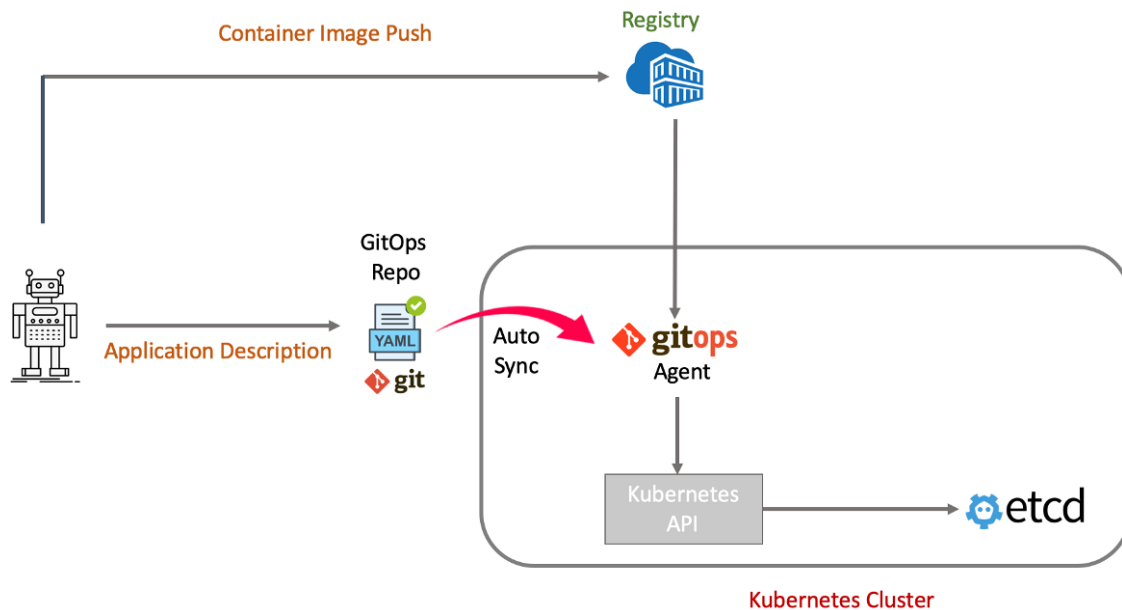 Registry
Container Image Push
GitOps
Repo
YAML
git
Application Description
Auto
Sync
gitops
Agent
Kubernetes
API
etcd
Kubernetes Cluster